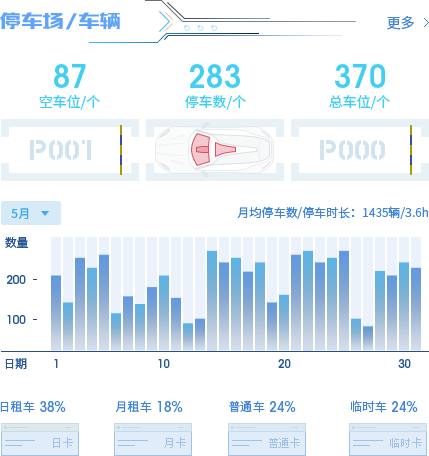 停车场/车辆 更多
87 283 370
空车位/个 停车数/个 总车位/个
P001 P000
5月 月均停车数/停车时长：1435辆/3.6h
数量
200
100
日期 1 10 20 30
日租车 38% 月租车 18% 普通车 24% 临时车 24%
日卡 月卡 普通卡 临时卡